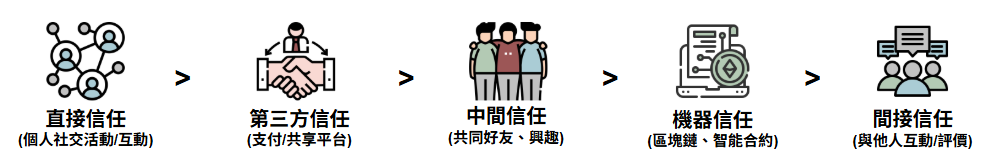 直接信任
(個人社交活動/互動)
>
第三方信任
(支付/共享平台)
>
中間信任
(共同好友、興趣)
>
機器信任
(區塊鏈、智能合約)
>
間接信任
(與他人互動/評價)